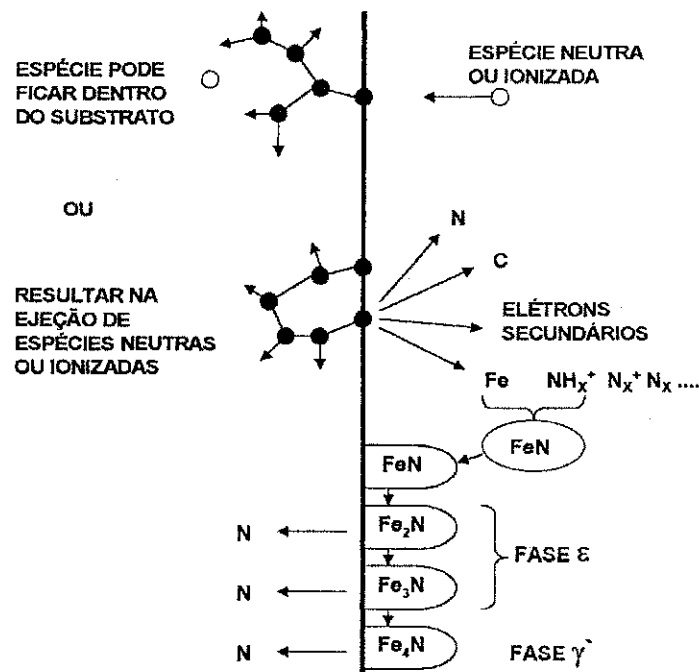 ESPÉCIE PODE
FICAR DENTRO
DO SUBSTRATO
ESPÉCIE NEUTRA
OU IONIZADA
OU
N
C
RESULTAR NA
EJEÇÃO DE
ESPÉCIES NEUTRAS
OU IONIZADAS
ELÉTRONS
SECUNDÁRIOS
Fe NHₓ⁺ Nₓ⁺ Nₓ ....
FeN
FeN
N Fe₂N
FASE ε
N Fe₃N
N Fe₄N FASE γ`